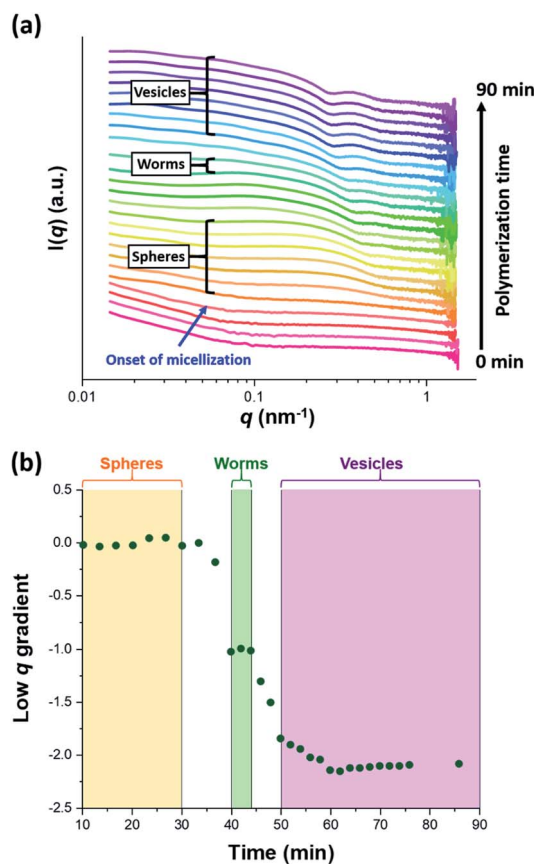 (a)
I(q) (a.u.)
Vesicles
Worms
Spheres
Onset of micellization
90 min
Polymerization time
0 min
0.01
0.1
1
q (nm⁻¹)
(b)
Spheres
Worms
Vesicles
Low q gradient
0.5
0.0
-0.5
-1.0
-1.5
-2.0
-2.5
10 20 30 40 50 60 70 80 90
Time (min)